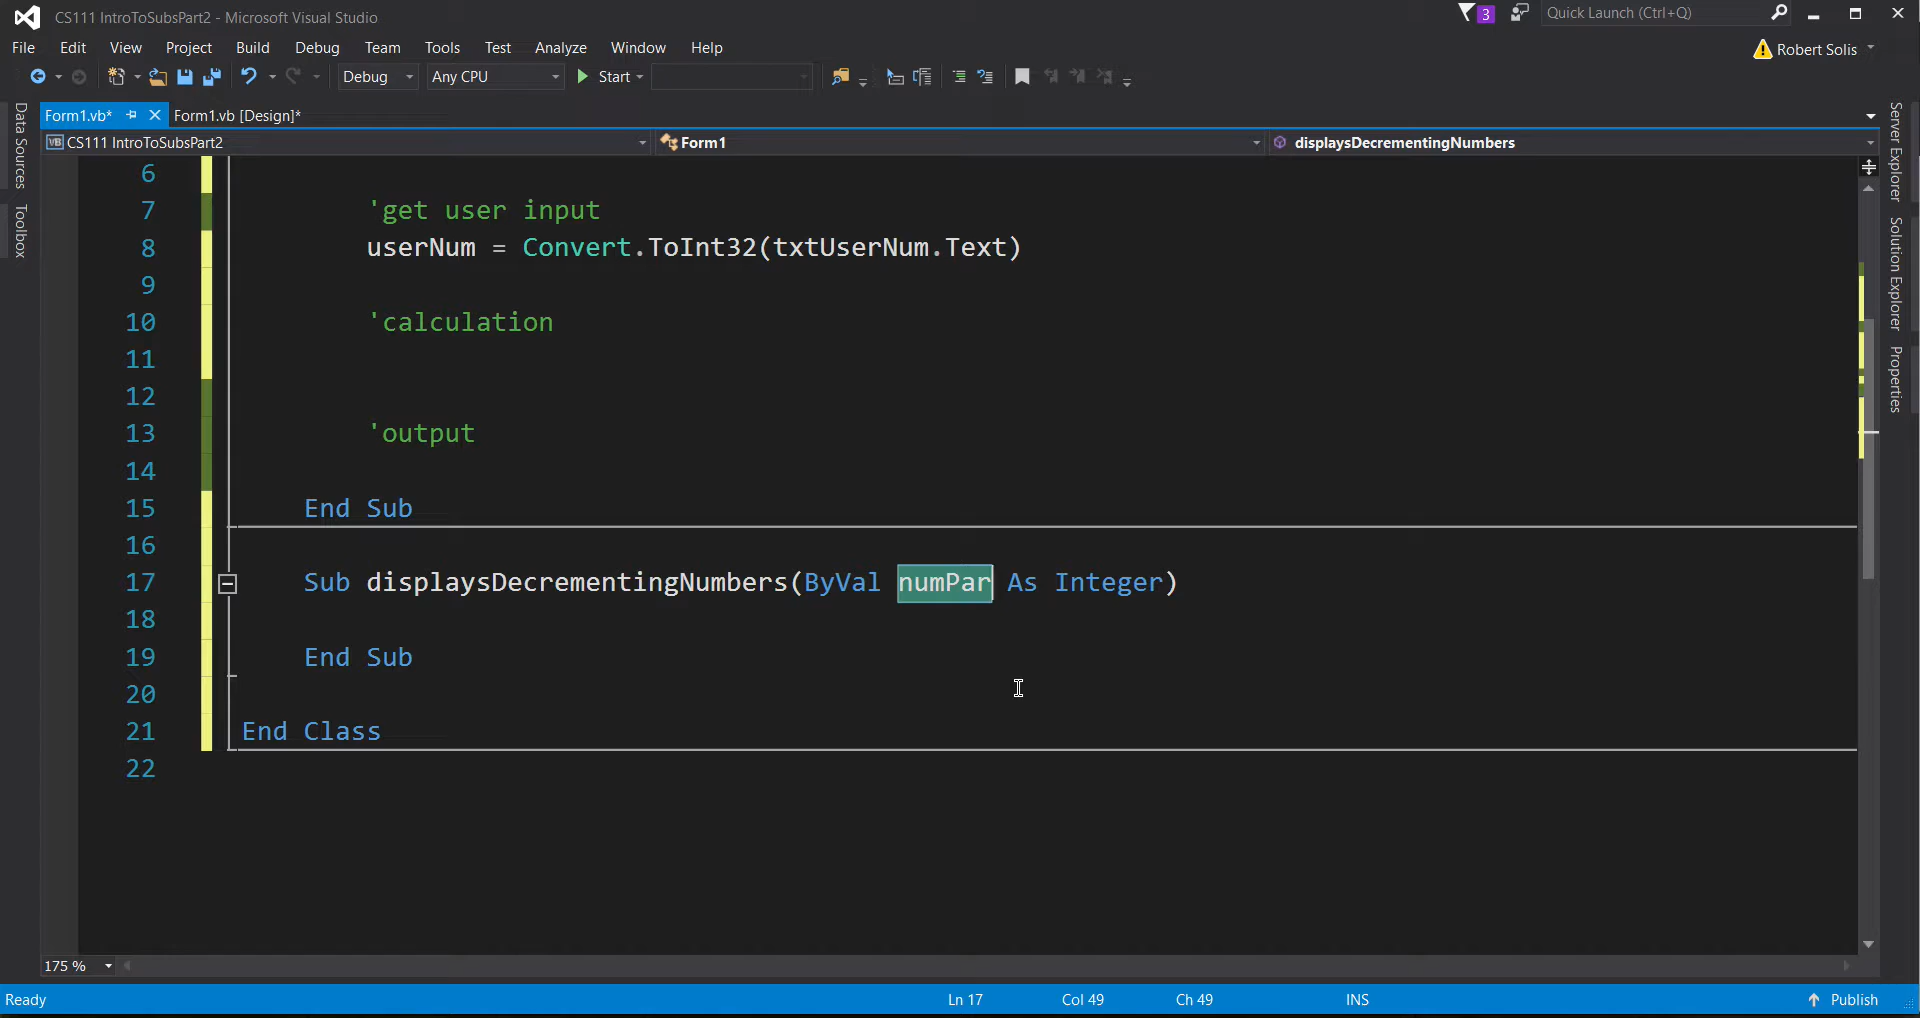 CS111 IntroToSubsPart2 - Microsoft Visual Studio
3
Quick Launch (Ctrl+Q)
File Edit View Project Build Debug Team Tools Test Analyze Window Help
Robert Solis
Debug Any CPU Start
Form1.vb* Form1.vb [Design]*
VB CS111 IntroToSubsPart2 Form1 displaysDecrementingNumbers
Data Sources
Toolbox
Server Explorer
Solution Explorer
Properties
6
7 'get user input
8 userNum = Convert.ToInt32(txtUserNum.Text)
9
10 'calculation
11
12
13 'output
14
15 End Sub
16
17 Sub displaysDecrementingNumbers(ByVal numPar As Integer)
18
19 End Sub
20
21 End Class
22
175 %
Ready Ln 17 Col 49 Ch 49 INS Publish